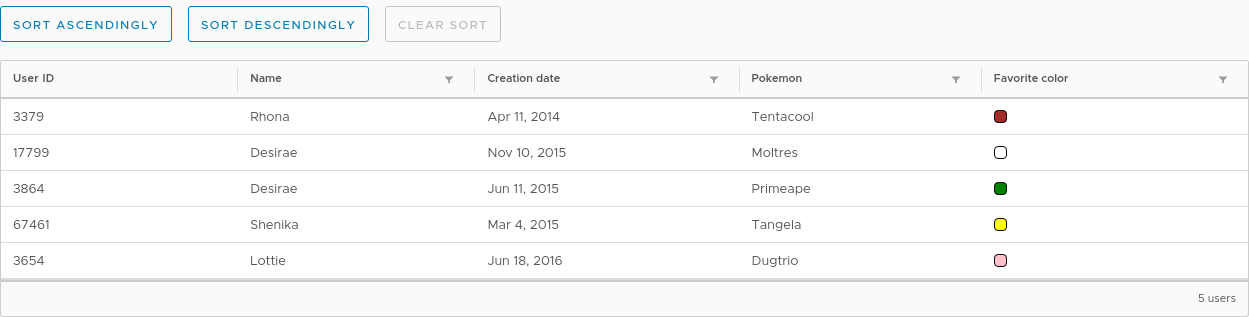 SORT ASCENDINGLY SORT DESCENDINGLY CLEAR SORT
User ID Name Creation date Pokemon Favorite color
3379 Rhona Apr 11, 2014 Tentacool
17799 Desirae Nov 10, 2015 Moltres
3864 Desirae Jun 11, 2015 Primeape
67461 Shenika Mar 4, 2015 Tangela
3654 Lottie Jun 18, 2016 Dugtrio
5 users